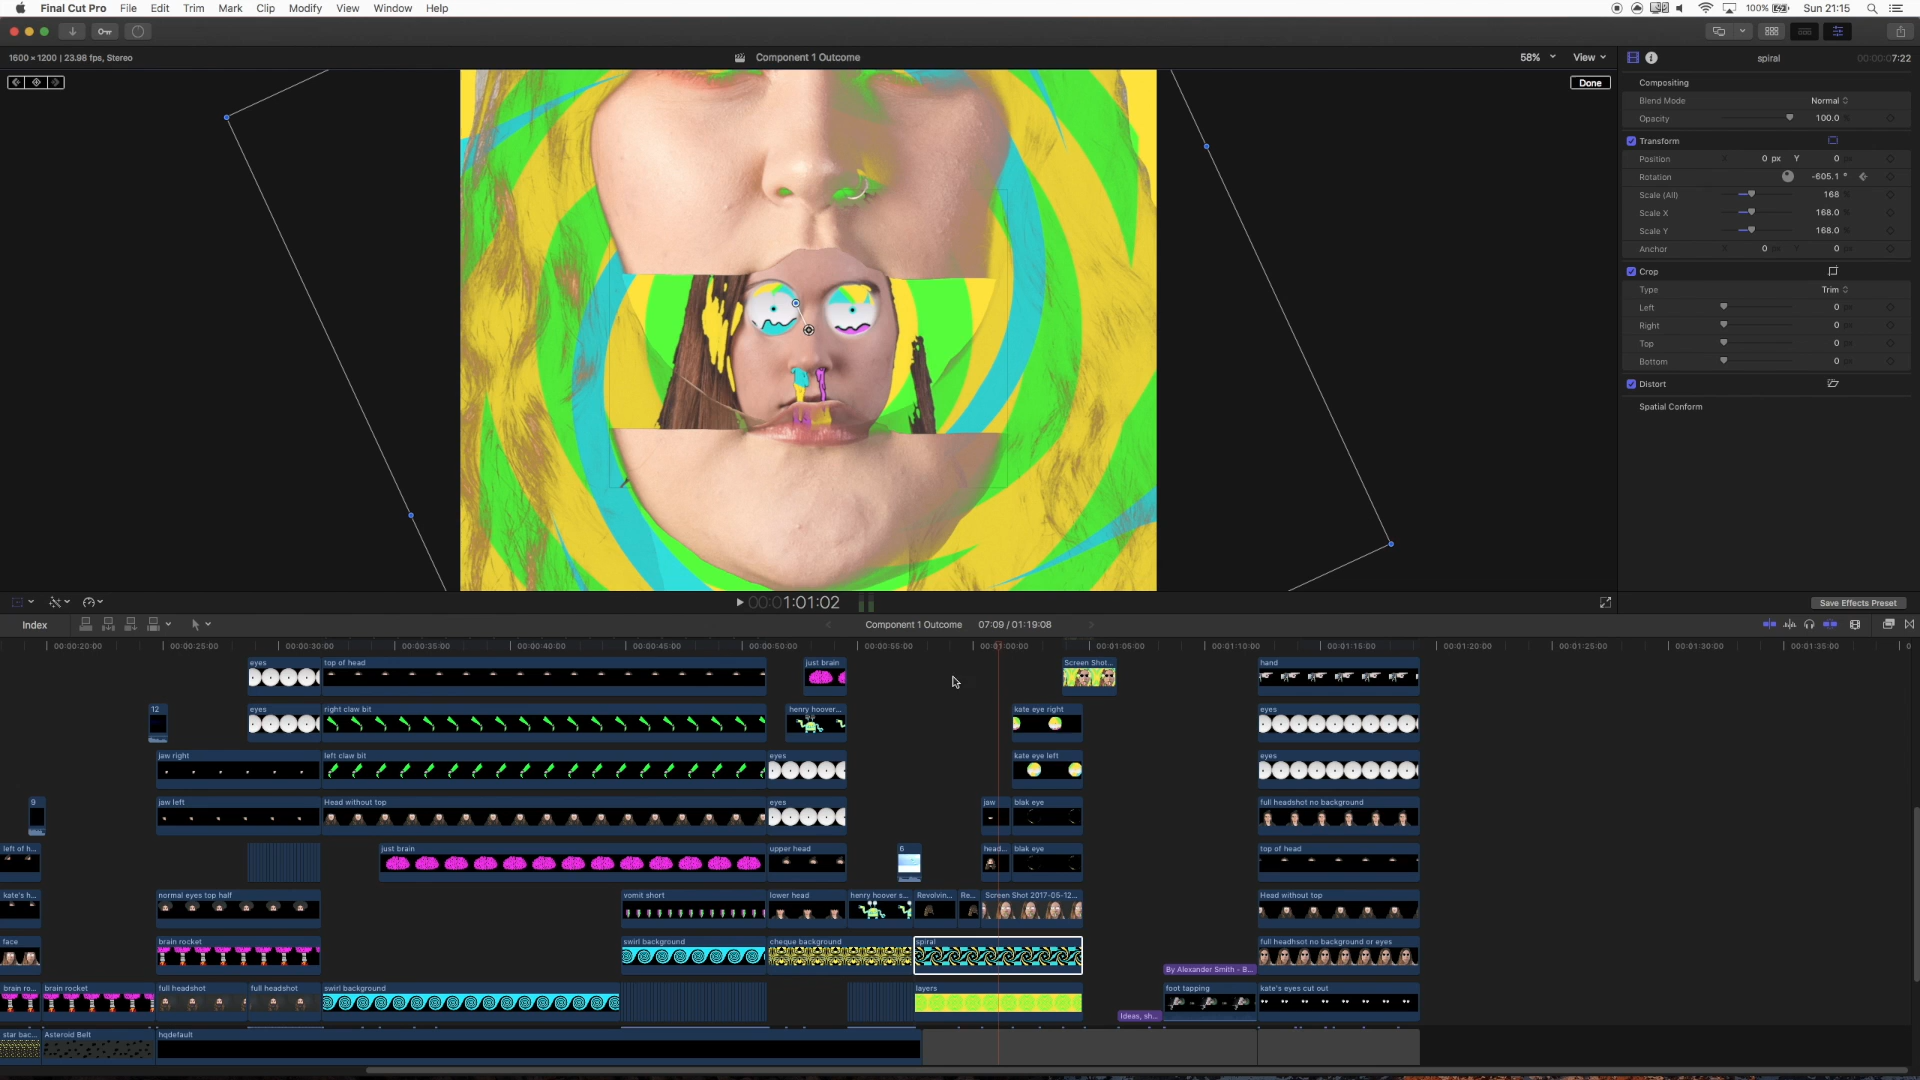 Final Cut Pro File Edit Trim Mark Clip Modify View Window Help 100% Sun 21:15
1600 × 1200 | 23.98 fps, Stereo Component 1 Outcome 58% View spiral 00:00:07:22
Done
Compositing
Blend Mode Normal
Opacity 100.0
Transform
Position X 0 px Y 0
Rotation -605.1 °
Scale (All) 168
Scale X 168.0
Scale Y 168.0
Anchor X 0 Y 0
Crop
Type Trim
Left 0
Right 0
Top 0
Bottom 0
Distort
Spatial Conform
00:01:01:02 Save Effects Preset
Index Component 1 Outcome 07:09 / 01:19:08
00:00:20:00 00:00:25:00 00:00:30:00 00:00:35:00 00:00:40:00 00:00:45:00 00:00:50:00 00:00:55:00 00:01:00:00 00:01:05:00 00:01:10:00 00:01:15:00 00:01:20:00 00:01:25:00 00:01:30:00 00:01:35:00
eyes top of head just brain Screen Shot... hand
12 eyes right claw bit henry hoover... kate eye right eyes
jaw right left claw bit eyes kate eye left eyes
9 jaw left Head without top eyes jaw blak eye full headshot no background
left of h... just brain upper head 6 head... blak eye top of head
kate's h... normal eyes top half vomit short lower head henry hoover s... Revolvin... Re... Screen Shot 2017-05-12... Head without top
face brain rocket swirl background cheque background spiral full headhsot no background or eyes
By Alexander Smith - B...
brain ro... brain rocket full headshot full headshot swirl background layers foot tapping kate's eyes cut out
Ideas, sh...
star bac... Asteroid Belt hqdefault